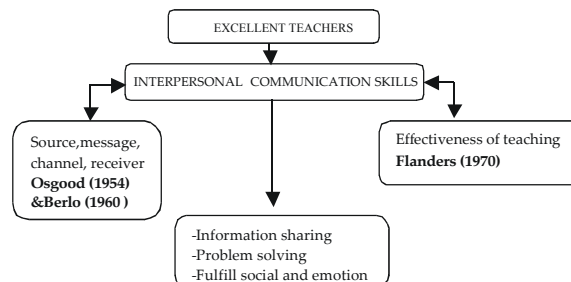 EXCELLENT TEACHERS
INTERPERSONAL COMMUNICATION SKILLS
Source,message,
channel, receiver
Osgood (1954)
&Berlo (1960 )
Effectiveness of teaching
Flanders (1970)
-Information sharing
-Problem solving
-Fulfill social and emotion